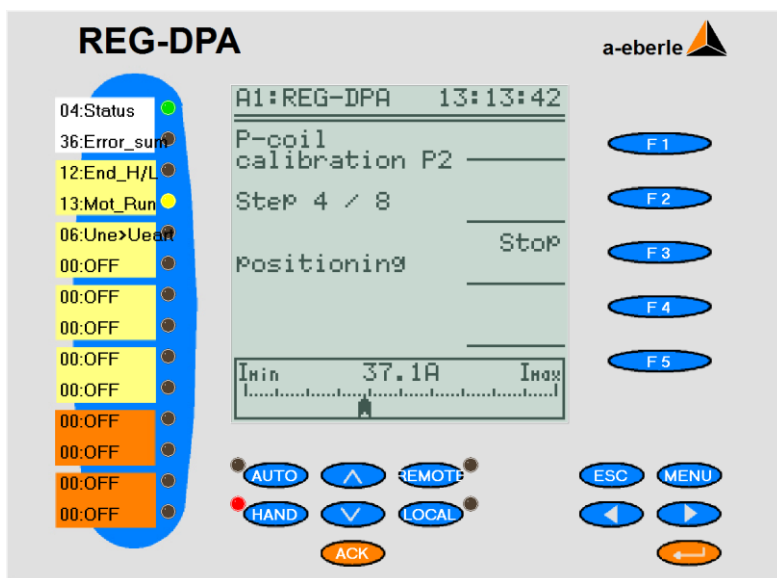 REG-DPA
a-eberle
04:Status
36:Error_sum
12:End_H/L
13:Mot_Run
06:Une>Ueart
00:OFF
00:OFF
00:OFF
00:OFF
00:OFF
00:OFF
00:OFF
00:OFF
00:OFF
A1:REG-DPA 13:13:42
P-coil
calibration P2
Step 4 / 8
Stop
positioning
Imin 37.1A Imax
F1
F2
F3
F4
F5
AUTO
REMOTE
HAND
LOCAL
ACK
ESC
MENU